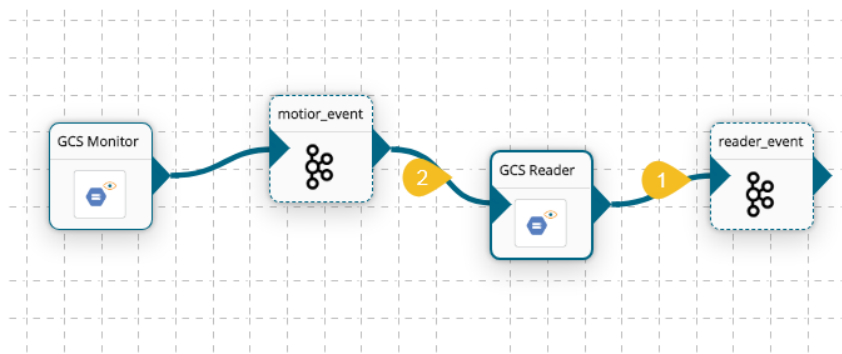 GCS Monitor
motior_event
2
GCS Reader
1
reader_event